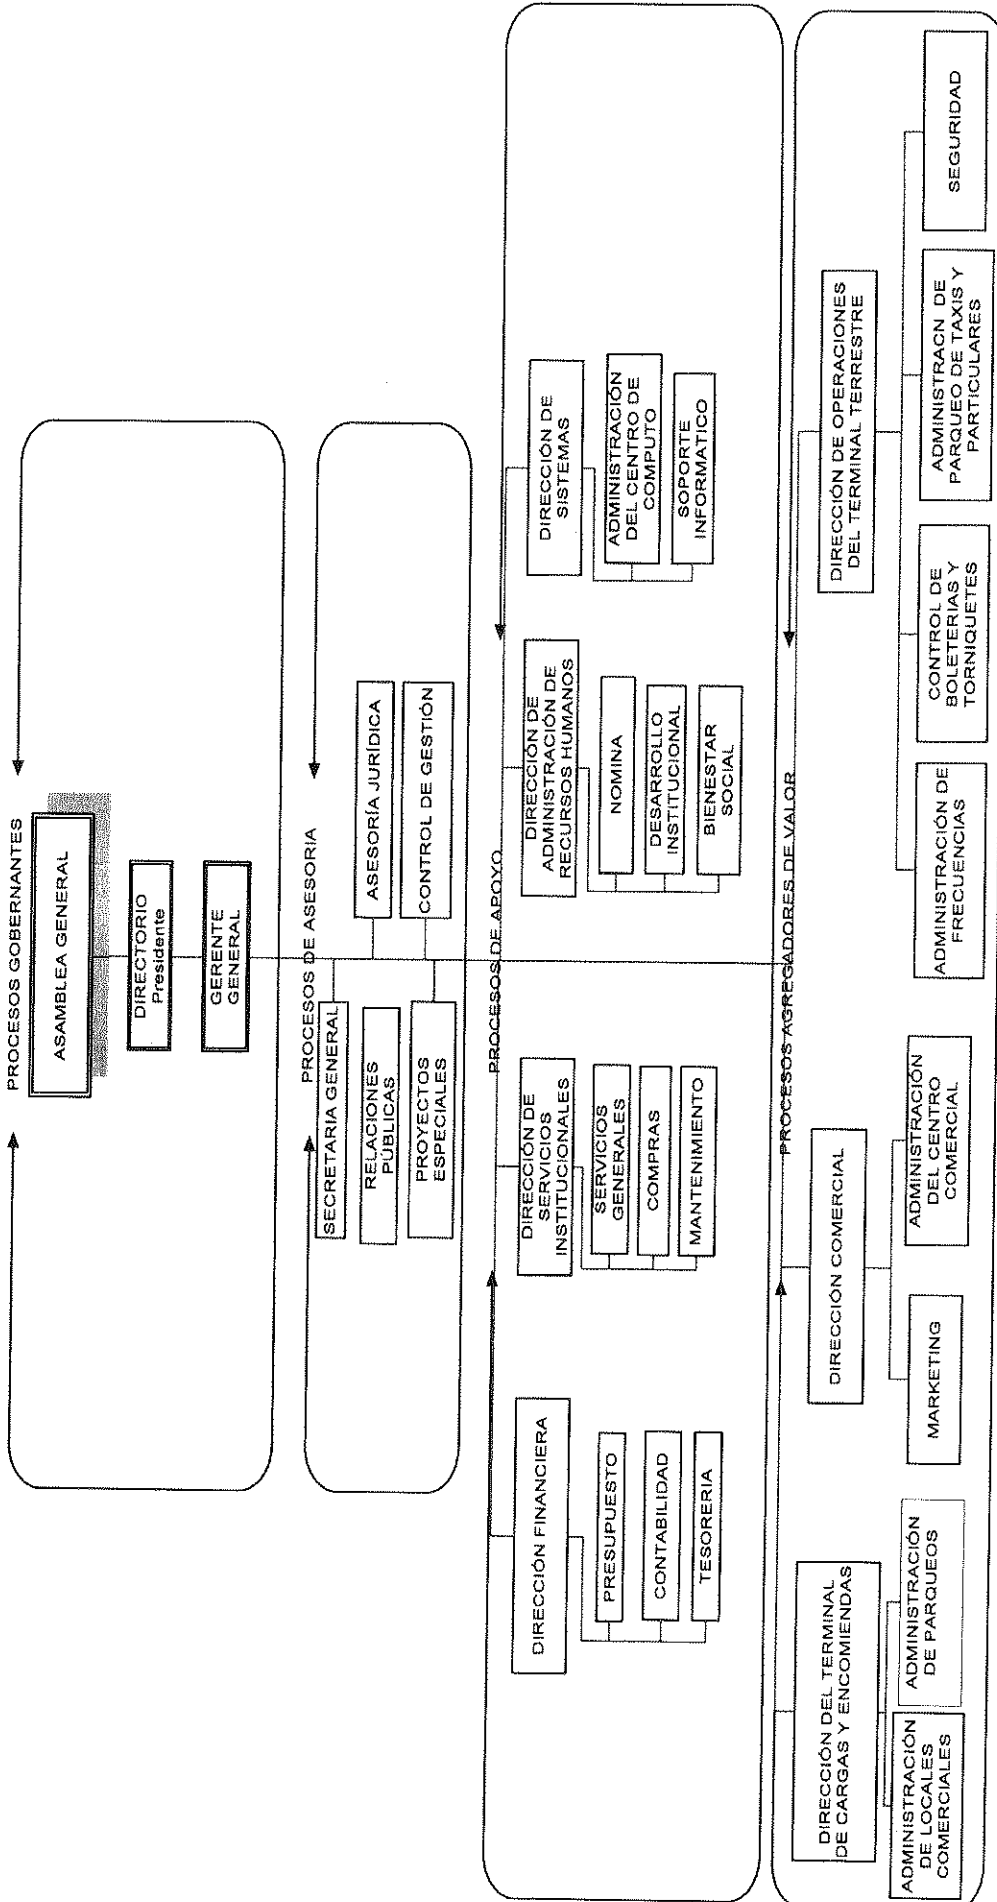 PROCESOS GOBERNANTES
ASAMBLEA GENERAL
DIRECTORIO
Presidente
GERENTE
GENERAL
PROCESOS DE ASESORIA
SECRETARIA GENERAL
RELACIONES
PÚBLICAS
PROYECTOS
ESPECIALES
ASESORÍA JURÍDICA
CONTROL DE GESTIÓN
PROCESOS DE APOYO
DIRECCIÓN FINANCIERA
PRESUPUESTO
CONTABILIDAD
TESORERIA
DIRECCIÓN DE
SERVICIOS
INSTITUCIONALES
SERVICIOS
GENERALES
COMPRAS
MANTENIMIENTO
DIRECCIÓN DE
ADMINISTRACIÓN DE
RECURSOS HUMANOS
NOMINA
DESARROLLO
INSTITUCIONAL
BIENESTAR
SOCIAL
DIRECCIÓN DE
SISTEMAS
ADMINISTRACIÓN
DEL CENTRO DE
COMPUTO
SOPORTE
INFORMATICO
PROCESOS AGREGADORES DE VALOR
DIRECCIÓN DEL TERMINAL
DE CARGAS Y ENCOMIENDAS
ADMINISTRACIÓN
DE LOCALES
COMERCIALES
ADMINISTRACIÓN
DE PARQUEOS
DIRECCIÓN COMERCIAL
MARKETING
ADMINISTRACIÓN
DEL CENTRO
COMERCIAL
DIRECCIÓN DE OPERACIONES
DEL TERMINAL TERRESTRE
ADMINISTRACIÓN DE
FRECUENCIAS
CONTROL DE
BOLETERIAS Y
TORNIQUETES
ADMINISTRACN DE
PARQUEO DE TAXIS Y
PARTICULARES
SEGURIDAD